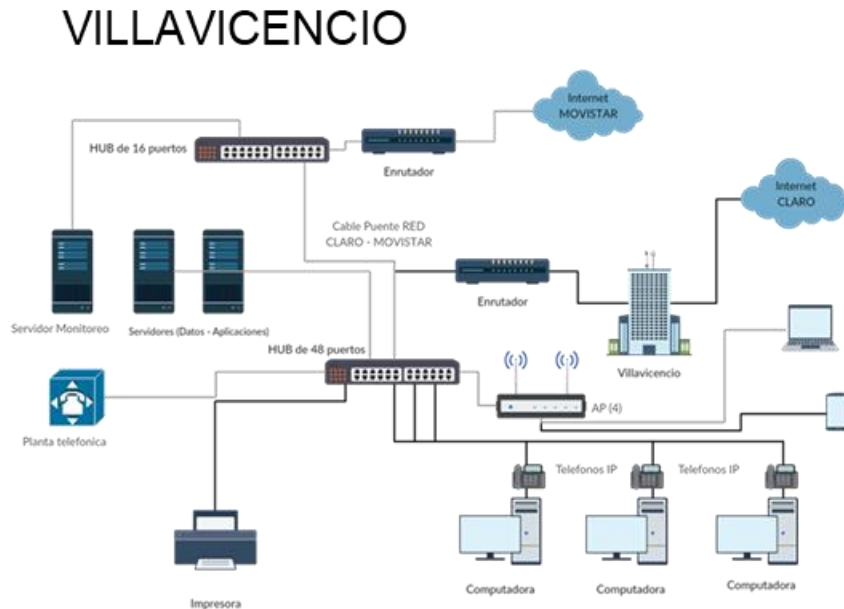 VILLAVICENCIO
Internet
MOVISTAR
HUB de 16 puertos
Enrutador
Internet
CLARO
Cable Puente RED
CLARO - MOVISTAR
Enrutador
Servidor Monitoreo
Servidores (Datos - Aplicaciones)
HUB de 48 puertos
Villavicencio
AP (4)
Planta telefonica
Telefonos IP
Telefonos IP
Computadora
Computadora
Computadora
Impresora